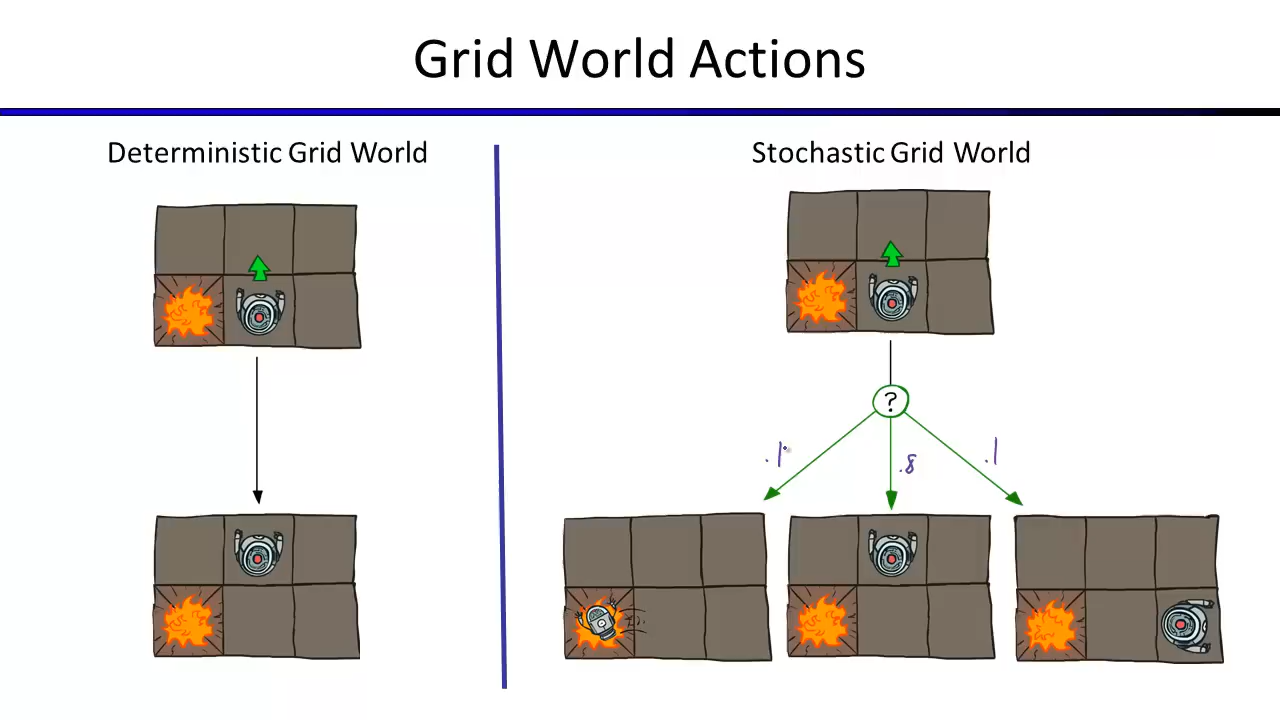 Grid World Actions
Deterministic Grid World
Stochastic Grid World
?
.1
.8
.1